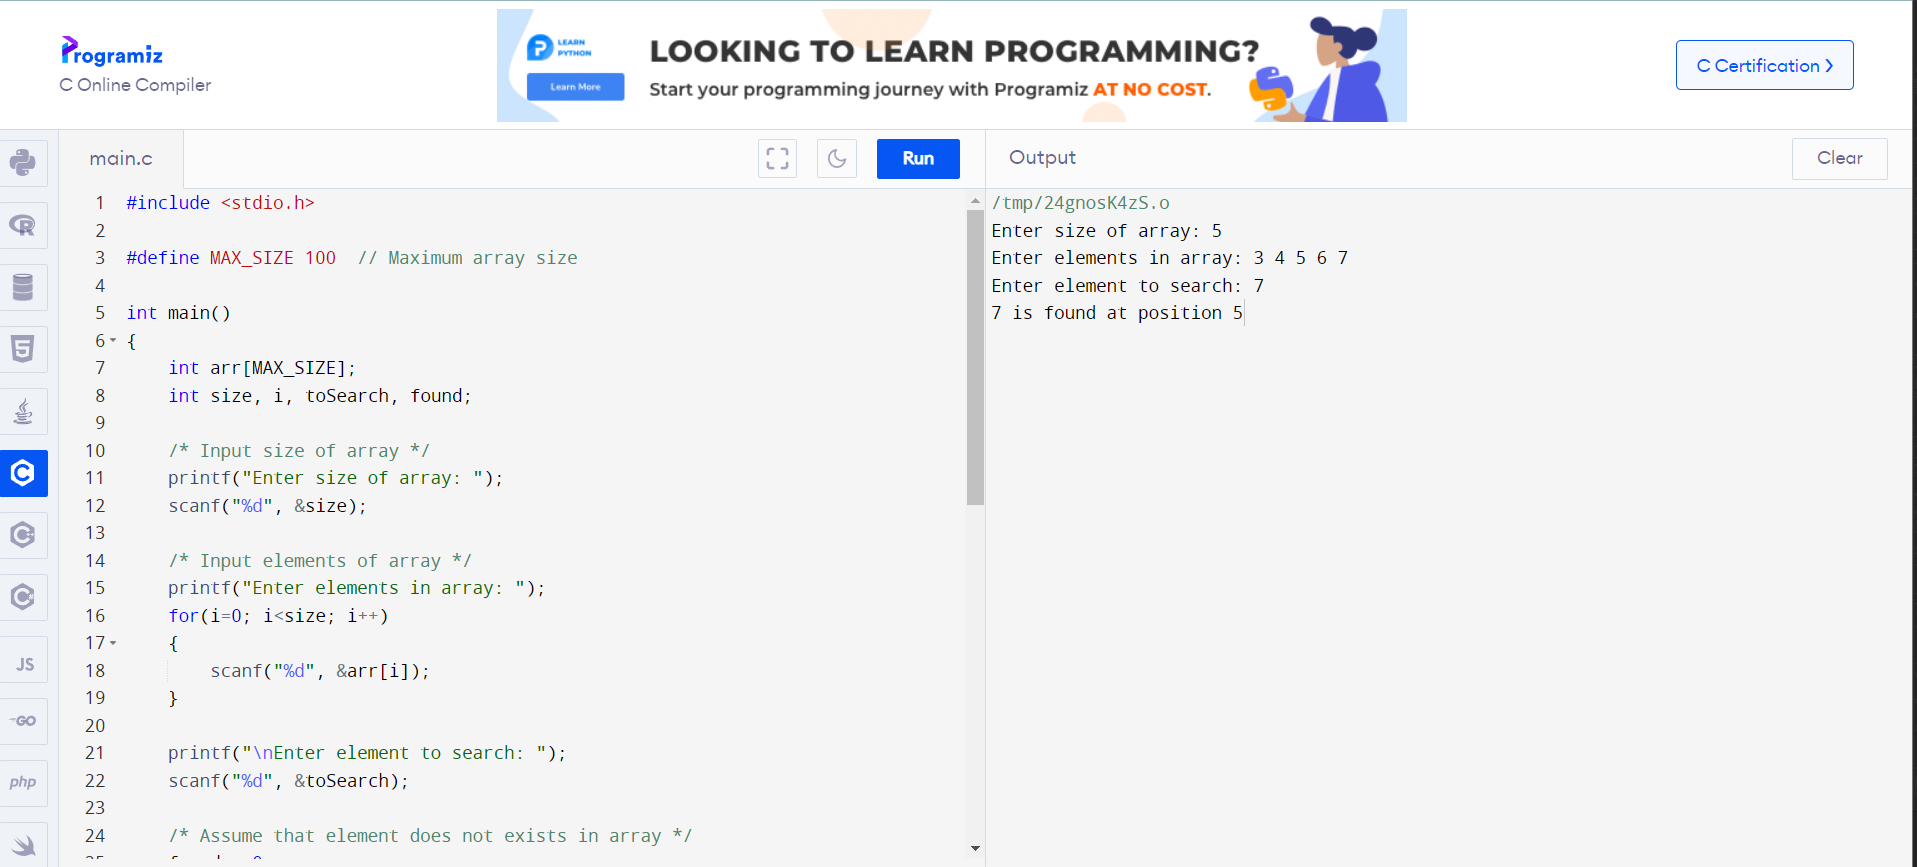 Programiz
C Online Compiler
LEARN
PYTHON
Learn More
LOOKING TO LEARN PROGRAMMING?
Start your programming journey with Programiz AT NO COST.
C Certification
main.c
Run
Output
Clear
1 #include <stdio.h>
2
3 #define MAX_SIZE 100  // Maximum array size
4
5 int main()
6 {
7     int arr[MAX_SIZE];
8     int size, i, toSearch, found;
9
10     /* Input size of array */
11     printf("Enter size of array: ");
12     scanf("%d", &size);
13
14     /* Input elements of array */
15     printf("Enter elements in array: ");
16     for(i=0; i<size; i++)
17     {
18         scanf("%d", &arr[i]);
19     }
20
21     printf("\nEnter element to search: ");
22     scanf("%d", &toSearch);
23
24     /* Assume that element does not exists in array */
/tmp/24gnosK4zS.o
Enter size of array: 5
Enter elements in array: 3 4 5 6 7
Enter element to search: 7
7 is found at position 5
R
5
C
C
C
JS
GO
php